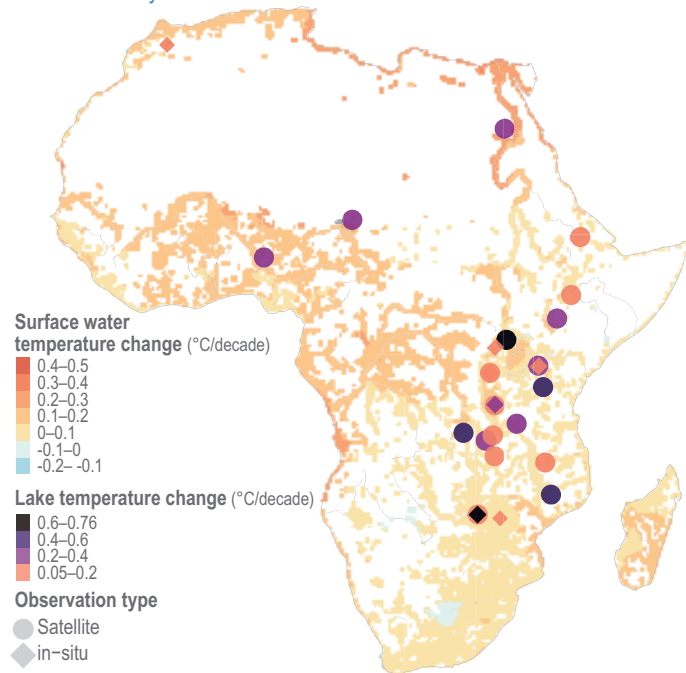 Surface water
temperature change (°C/decade)
0.4–0.5
0.3–0.4
0.2–0.3
0.1–0.2
0–0.1
-0.1–0
-0.2– -0.1
Lake temperature change (°C/decade)
0.6–0.76
0.4–0.6
0.2–0.4
0.05–0.2
Observation type
Satellite
in−situ